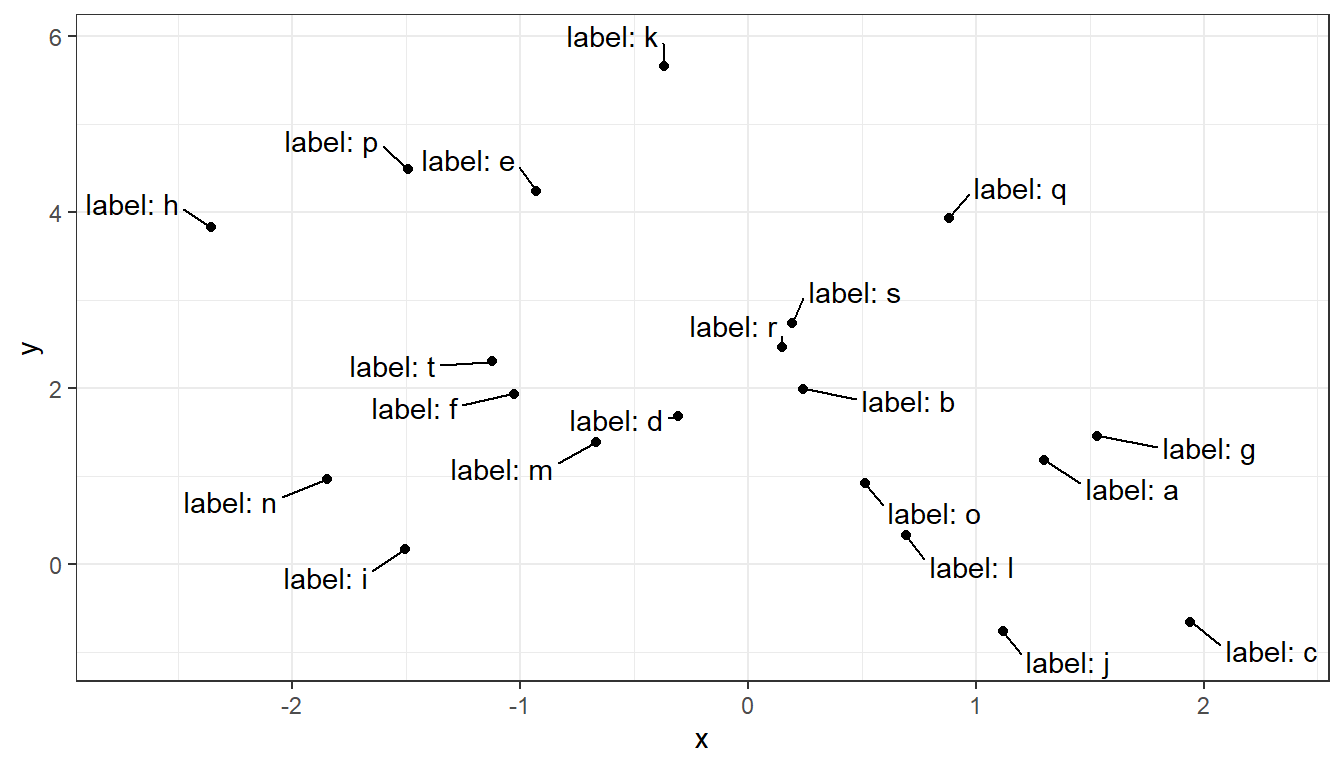 6
label: k
label: p
label: e
label: h
4
label: q
label: s
label: r
label: t
2
label: f
label: b
label: d
label: m
label: g
label: a
label: n
label: o
0
label: i
label: l
label: j
label: c
y
-2
-1
0
1
2
x